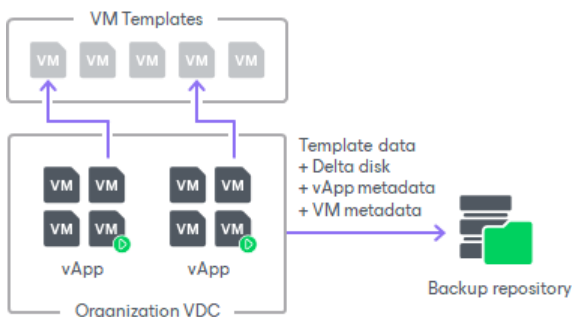 VM Templates
VM VM VM VM VM
Template data
+ Delta disk
+ vApp metadata
+ VM metadata
VM VM VM VM
VM VM VM VM
vApp vApp
Organization VDC
Backup repository